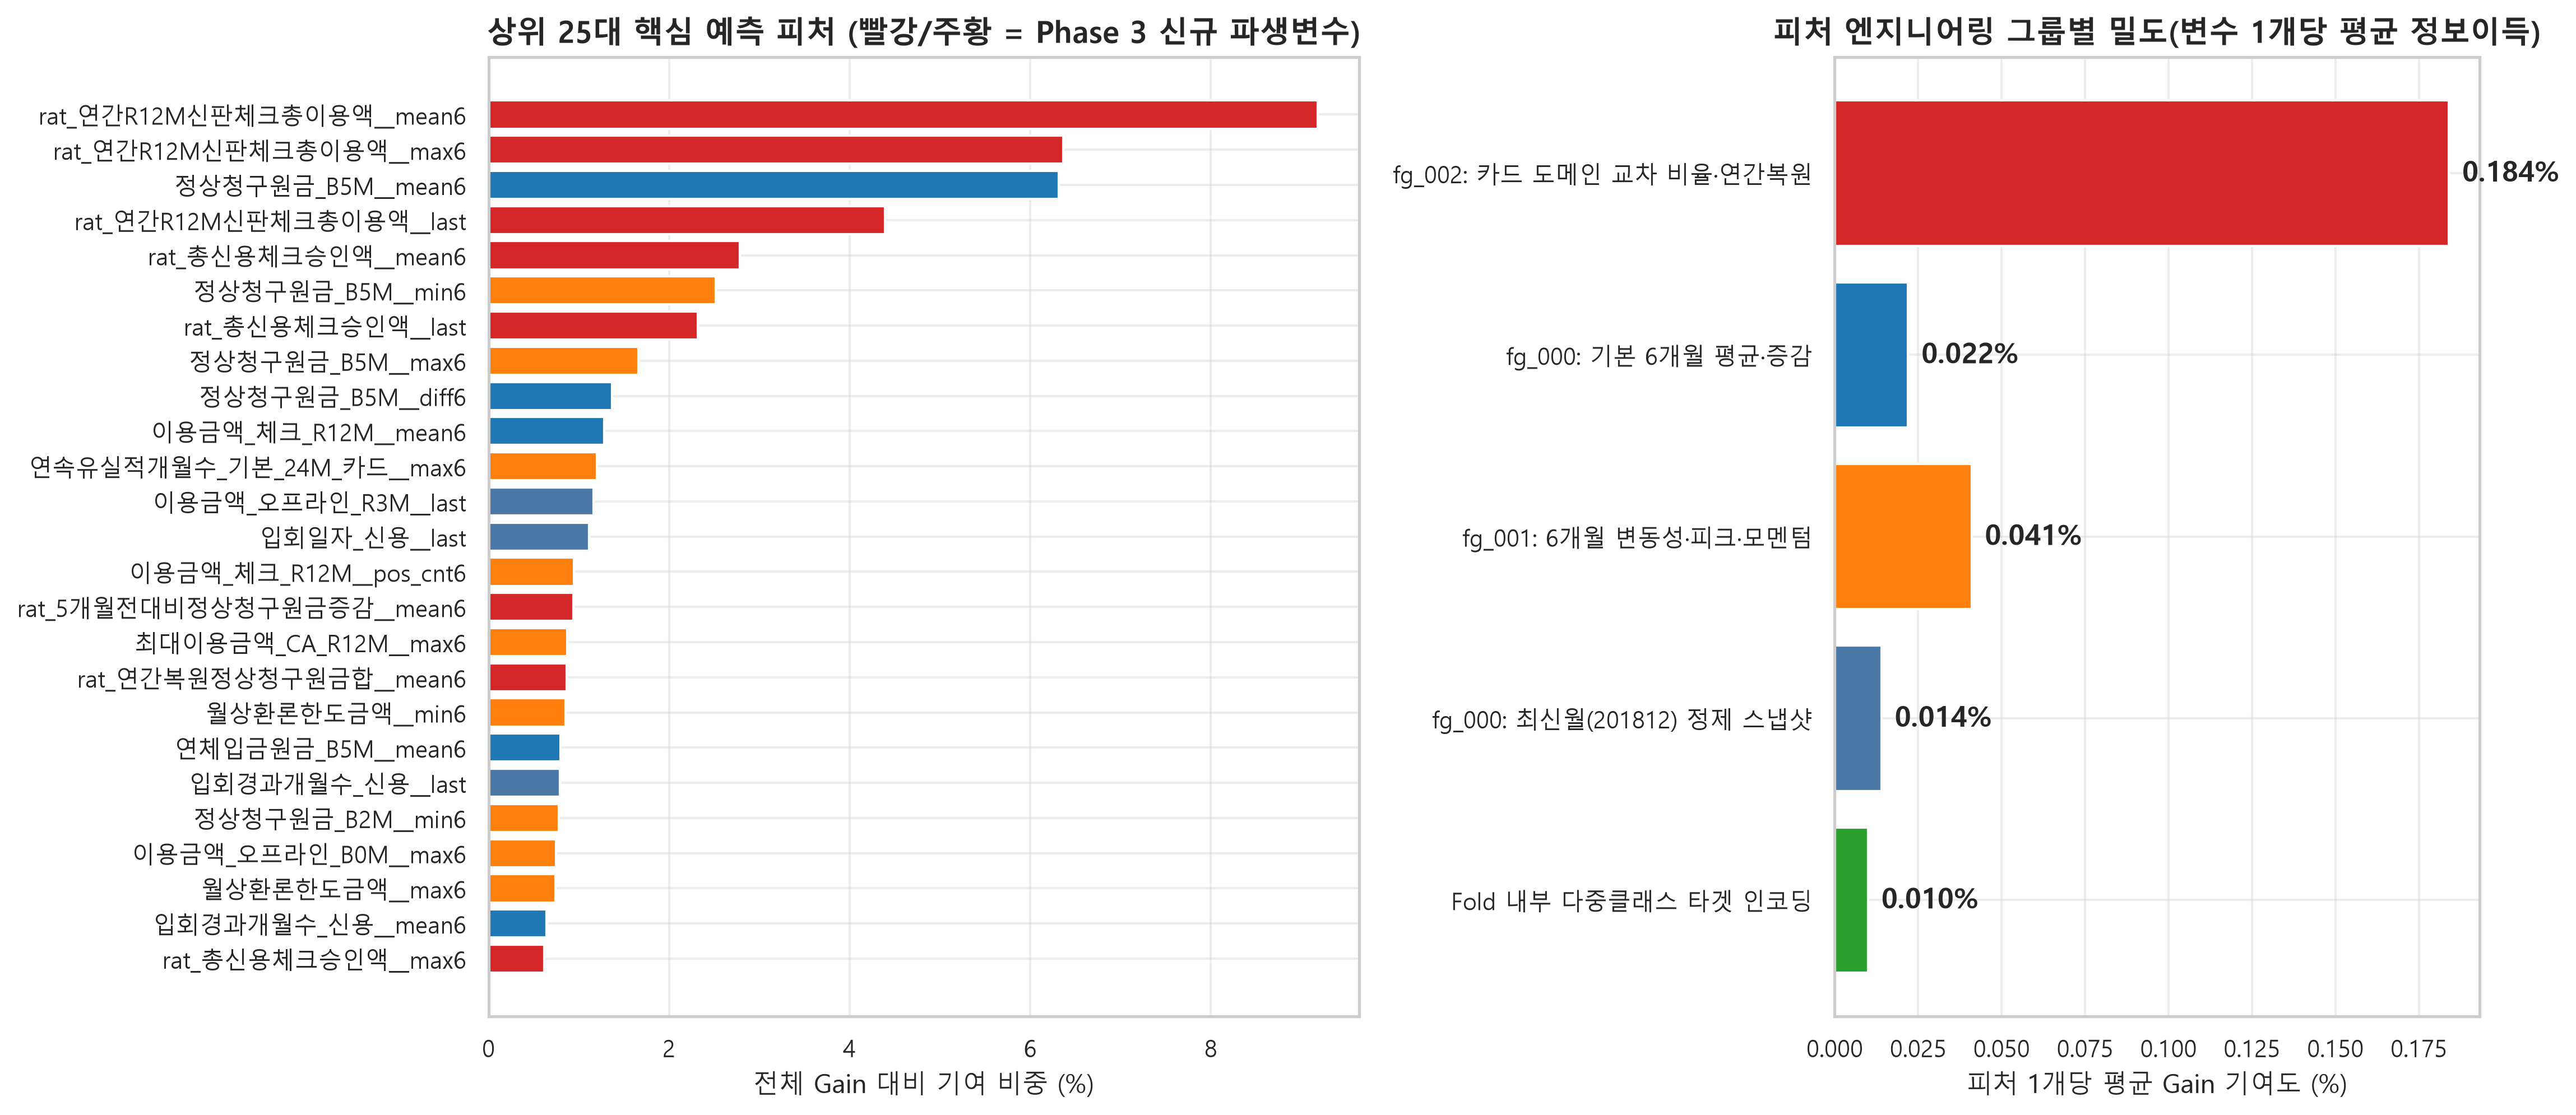 상위 25대 핵심 예측 피처 (빨강/주황 = Phase 3 신규 파생변수)
rat_연간R12M신판체크총이용액__mean6
rat_연간R12M신판체크총이용액__max6
정상청구원금_B5M__mean6
rat_연간R12M신판체크총이용액__last
rat_총신용체크승인액__mean6
정상청구원금_B5M__min6
rat_총신용체크승인액__last
정상청구원금_B5M__max6
정상청구원금_B5M__diff6
이용금액_체크_R12M__mean6
연속유실적개월수_기본_24M_카드__max6
이용금액_오프라인_R3M__last
입회일자_신용__last
이용금액_체크_R12M__pos_cnt6
rat_5개월전대비정상청구원금증감__mean6
최대이용금액_CA_R12M__max6
rat_연간복원정상청구원금합__mean6
월상환론한도금액__min6
연체입금원금_B5M__mean6
입회경과개월수_신용__last
정상청구원금_B2M__min6
이용금액_오프라인_B0M__max6
월상환론한도금액__max6
입회경과개월수_신용__mean6
rat_총신용체크승인액__max6
0 2 4 6 8
전체 Gain 대비 기여 비중 (%)
피처 엔지니어링 그룹별 밀도(변수 1개당 평균 정보이득)
fg_002: 카드 도메인 교차 비율·연간복원
0.184%
fg_000: 기본 6개월 평균·증감
0.022%
fg_001: 6개월 변동성·피크·모멘텀
0.041%
fg_000: 최신월(201812) 정제 스냅샷
0.014%
Fold 내부 다중클래스 타겟 인코딩
0.010%
0.000 0.025 0.050 0.075 0.100 0.125 0.150 0.175
피처 1개당 평균 Gain 기여도 (%)